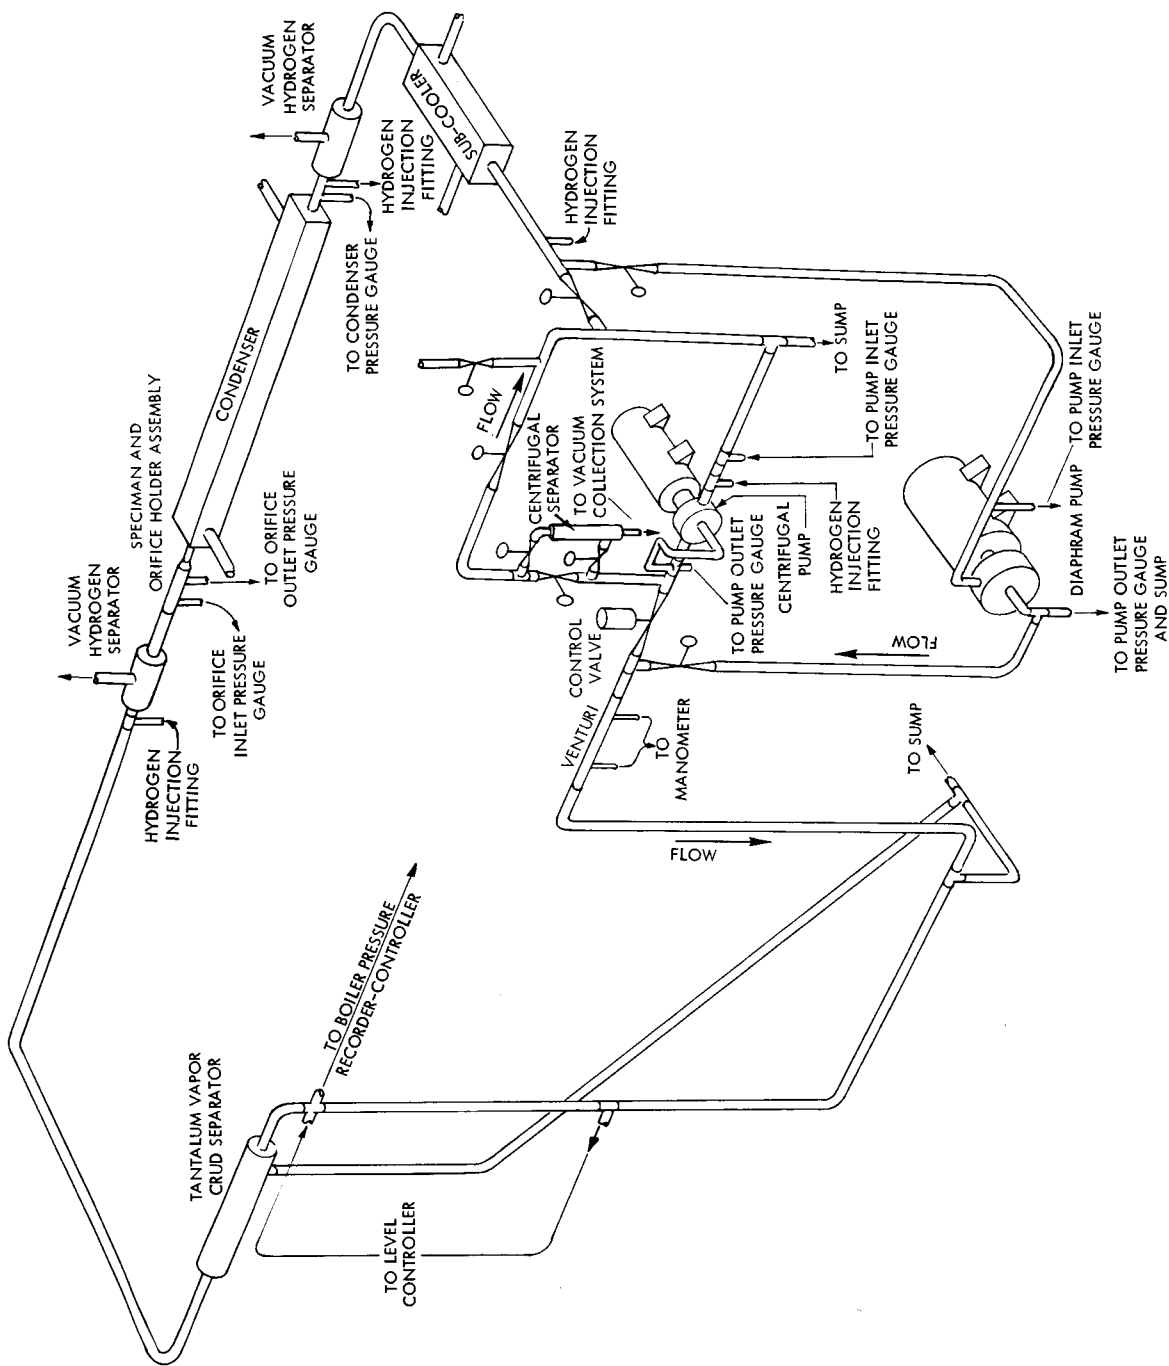 VACUUM
HYDROGEN
SEPARATOR
SUB-COOLER
HYDROGEN
INJECTION
FITTING
TO CONDENSER
PRESSURE GAUGE
HYDROGEN
INJECTION
FITTING
CONDENSER
SPECIMAN AND
ORIFICE HOLDER ASSEMBLY
TO ORIFICE
OUTLET PRESSURE
GAUGE
VACUUM
HYDROGEN
SEPARATOR
TO ORIFICE
INLET PRESSURE
GAUGE
HYDROGEN
INJECTION
FITTING
FLOW
CENTRIFUGAL
SEPARATOR
TO VACUUM
COLLECTION SYSTEM
TO SUMP
TO PUMP INLET
PRESSURE GAUGE
HYDROGEN
INJECTION
FITTING
CENTRIFUGAL
PUMP
TO PUMP OUTLET
PRESSURE GAUGE
CONTROL
VALVE
VENTURI
TO
MANOMETER
FLOW
TO PUMP INLET
PRESSURE GAUGE
DIAPHRAM PUMP
TO PUMP OUTLET
PRESSURE GAUGE
AND SUMP
FLOW
TO SUMP
TO BOILER PRESSURE
RECORDER-CONTROLLER
TANTALUM VAPOR
CRUD SEPARATOR
TO LEVEL
CONTROLLER